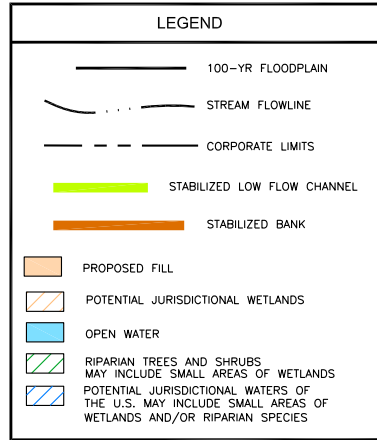 LEGEND
100-YR FLOODPLAIN
STREAM FLOWLINE
CORPORATE LIMITS
STABILIZED LOW FLOW CHANNEL
STABILIZED BANK
PROPOSED FILL
POTENTIAL JURISDICTIONAL WETLANDS
OPEN WATER
RIPARIAN TREES AND SHRUBS
MAY INCLUDE SMALL AREAS OF WETLANDS
POTENTIAL JURISDICTIONAL WATERS OF
THE U.S. MAY INCLUDE SMALL AREAS OF
WETLANDS AND/OR RIPARIAN SPECIES